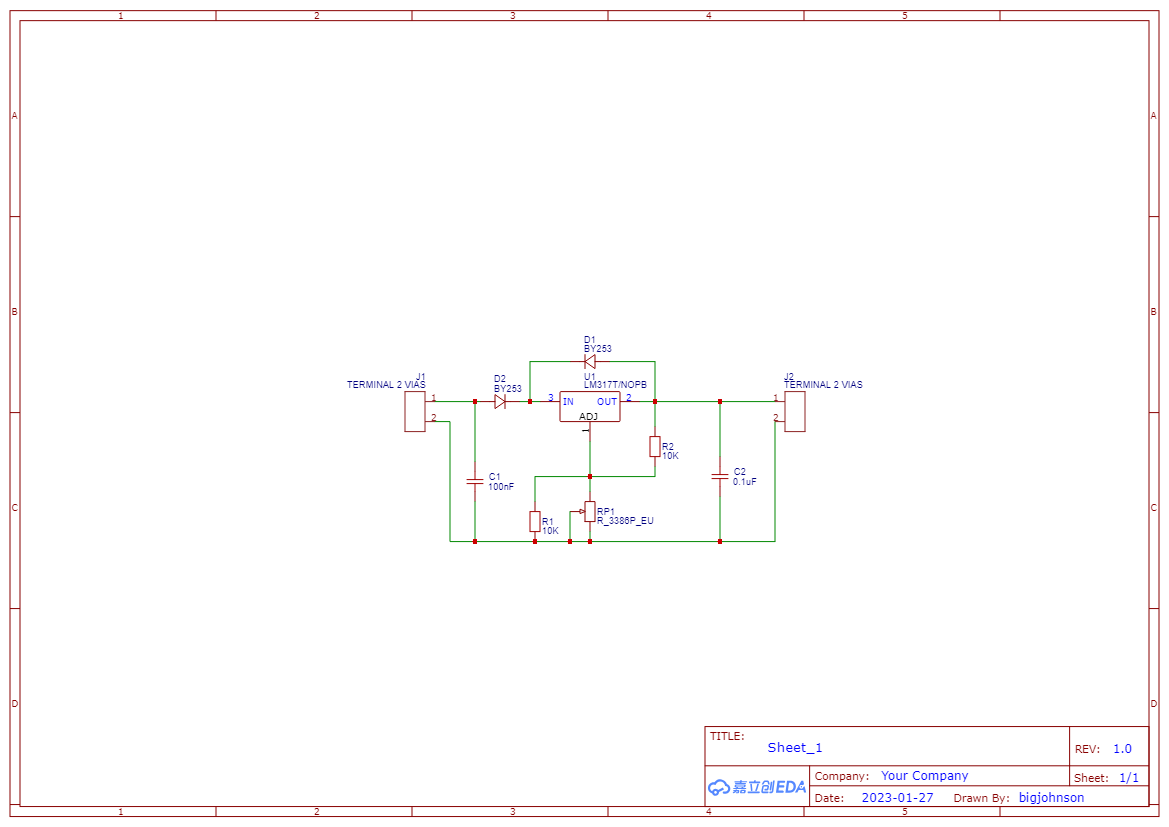 1 2 3 4 5
A A
B B
C C
D D
D1
BY253
U1
LM317T/NOPB
D2
BY253
J1
TERMINAL 2 VIAS
J2
TERMINAL 2 VIAS
1
2
3 IN OUT 2
ADJ
1
1
2
R2
10K
C1
100nF
C2
0.1uF
R1
10K
RP1
R_3386P_EU
TITLE:
Sheet_1
REV: 1.0
嘉立创EDA
Company: Your Company
Sheet: 1/1
Date: 2023-01-27 Drawn By: bigjohnson
1 2 3 4 5